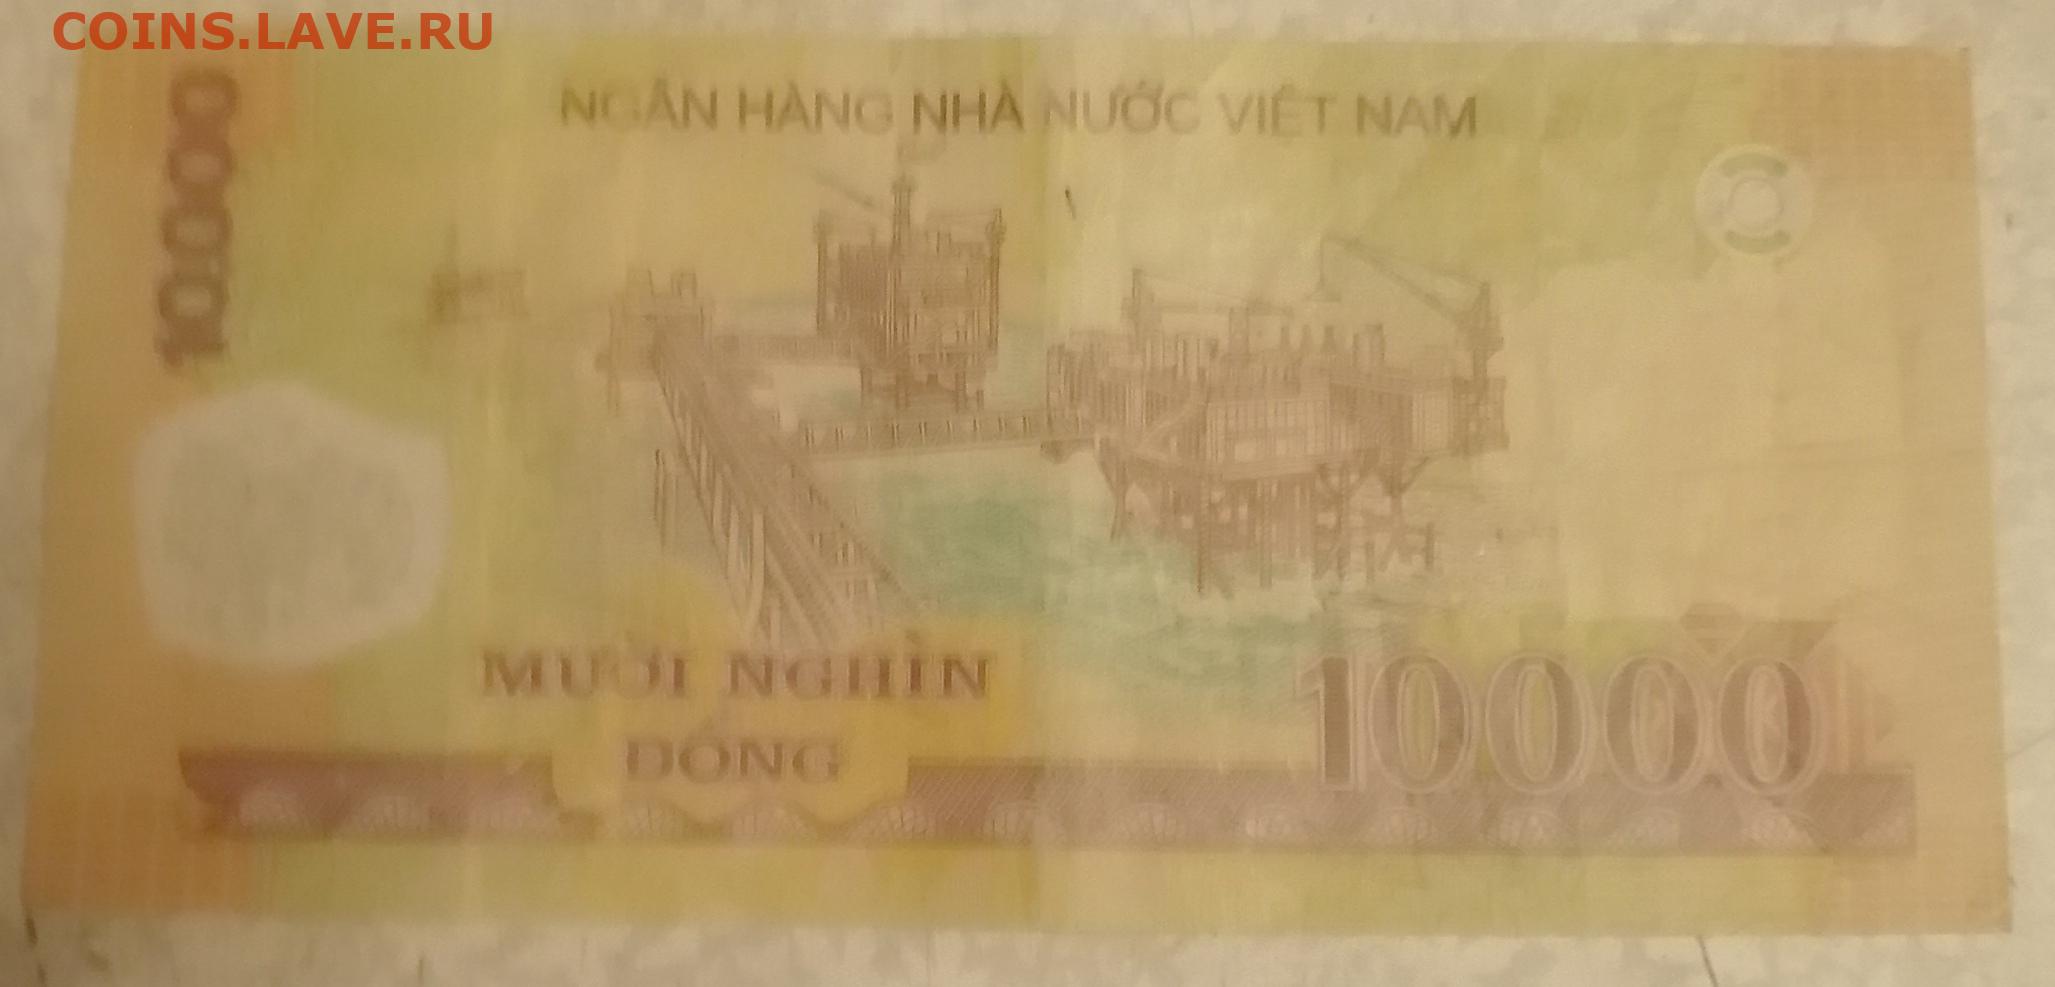 COINS.LAVE.RU
10000
NGÂN HÀNG NHÀ NƯỚC VIỆT NAM
MƯỜI NGHÌN
ĐỒNG
10000